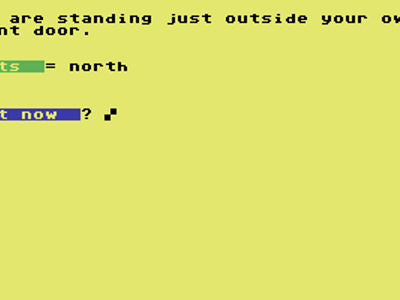 are standing just outside your ow
nt door.
ts = north
t now ?